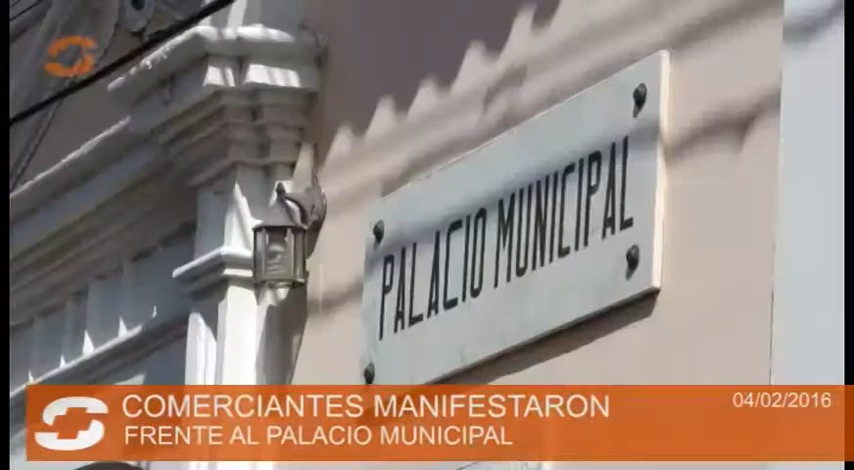 PALACIO MUNICIPAL
COMERCIANTES MANIFESTARON
04/02/2016
FRENTE AL PALACIO MUNICIPAL